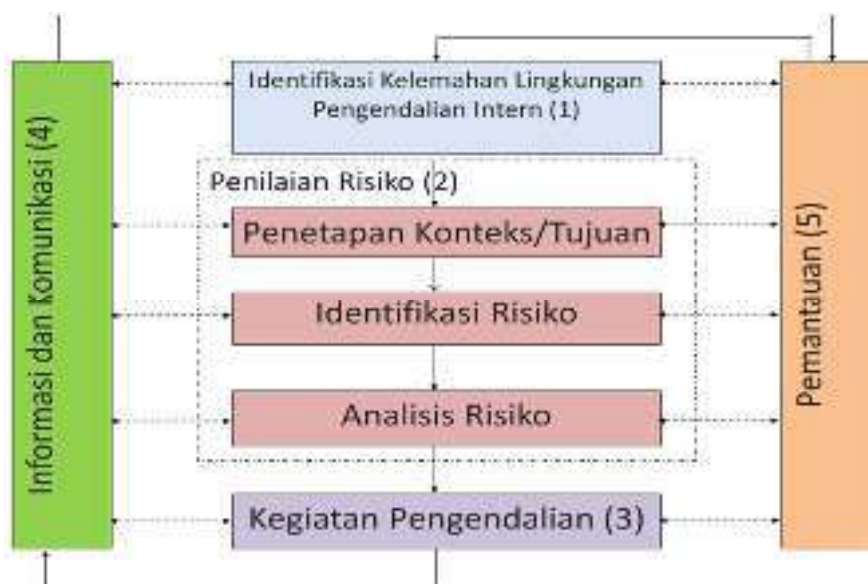 Identifikasi Kelemahan Lingkungan
Pengendalian Intern (1)
Informasi dan Komunikasi (4)
Penilaian Risiko (2)
Penetapan Konteks/Tujuan
Identifikasi Risiko
Analisis Risiko
Kegiatan Pengendalian (3)
Pemantauan (5)